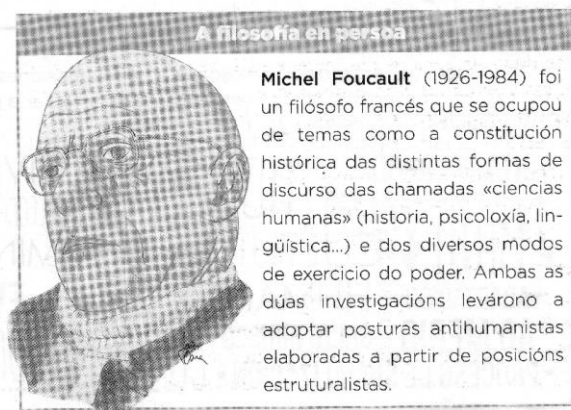 A filosofía en persoa
Michel Foucault (1926-1984) foi
un filósofo francés que se ocupou
de temas como a constitución
histórica das distintas formas de
discurso das chamadas «ciencias
humanas» (historia, psicoloxía, lin-
güística...) e dos diversos modos
de exercicio do poder. Ambas as
dúas investigacións levárono a
adoptar posturas antihumanistas
elaboradas a partir de posicións
estruturalistas.